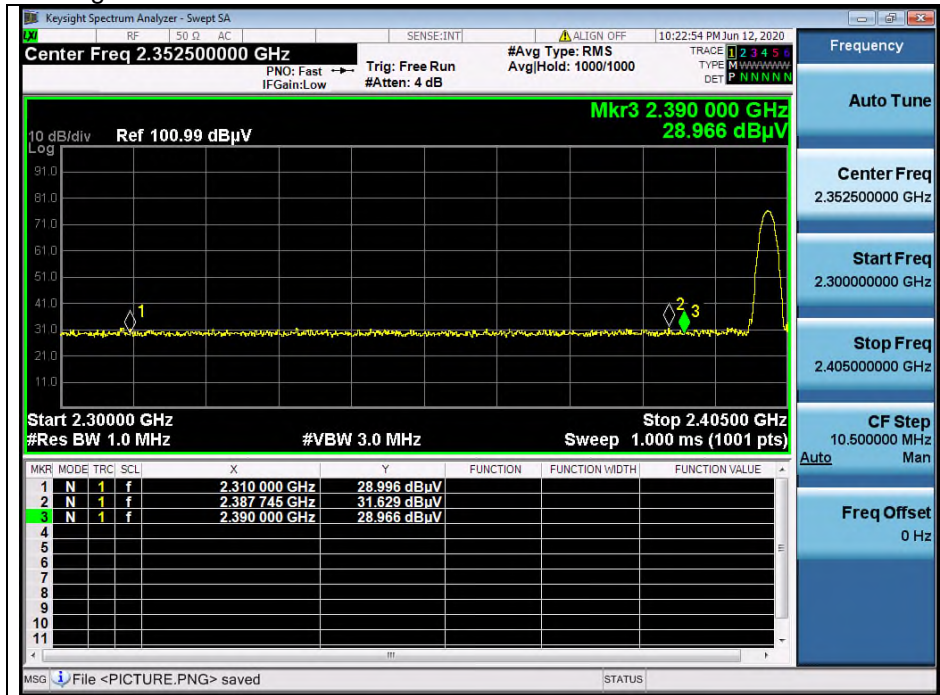 Keysight Spectrum Analyzer - Swept SA
LXI RF 50 Ω AC SENSE:INT ALIGN OFF 10:22:54 PM Jun 12, 2020
Center Freq 2.352500000 GHz #Avg Type: RMS TRACE 1 2 3 4 5 6
PNO: Fast Trig: Free Run Avg|Hold: 1000/1000 TYPE M WWWWW
IFGain:Low #Atten: 4 dB DET P N N N N N
Frequency
Auto Tune
Mkr3 2.390 000 GHz
10 dB/div Ref 100.99 dBµV 28.966 dBµV
Log
91.0
81.0
71.0
61.0
51.0
41.0
31.0
21.0
11.0
1
2
3
Start 2.30000 GHz Stop 2.40500 GHz
#Res BW 1.0 MHz #VBW 3.0 MHz Sweep 1.000 ms (1001 pts)
Center Freq
2.352500000 GHz
Start Freq
2.300000000 GHz
Stop Freq
2.405000000 GHz
CF Step
10.500000 MHz
Auto Man
Freq Offset
0 Hz
MKR MODE TRC SCL X Y FUNCTION FUNCTION WIDTH FUNCTION VALUE
1 N 1 f 2.310 000 GHz 28.996 dBµV
2 N 1 f 2.387 745 GHz 31.629 dBµV
3 N 1 f 2.390 000 GHz 28.966 dBµV
4
5
6
7
8
9
10
11
MSG File <PICTURE.PNG> saved STATUS